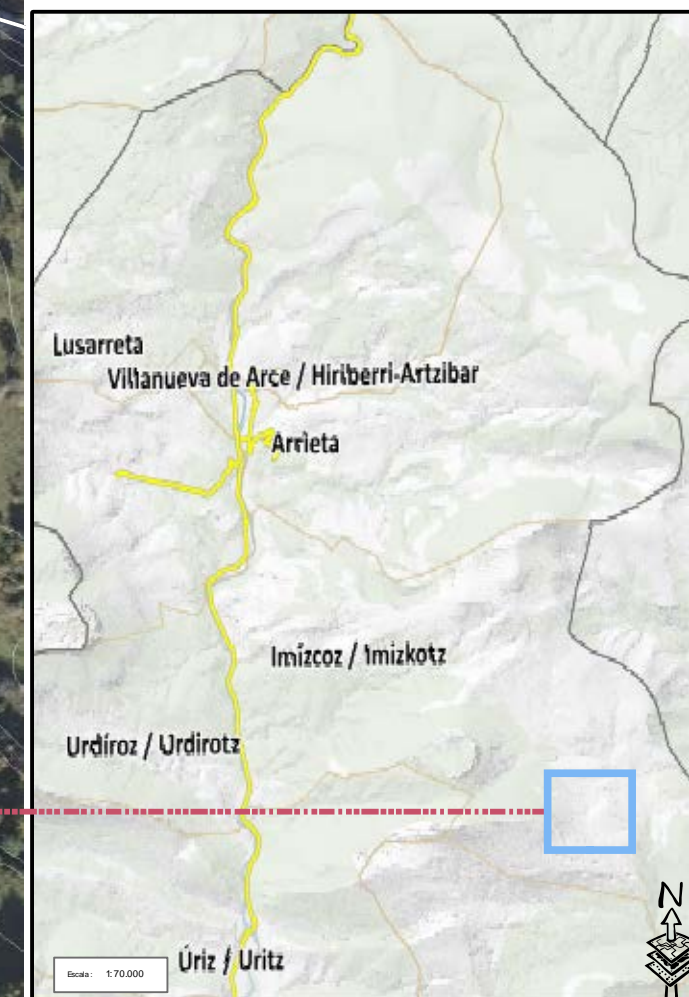 Lusarreta
Villanueva de Arce / Hiriberri-Artzibar
Arrieta
Imízcoz / Imizkotz
Urdíroz / Urdirotz
Úriz / Uritz
Escala: 1:70.000
N